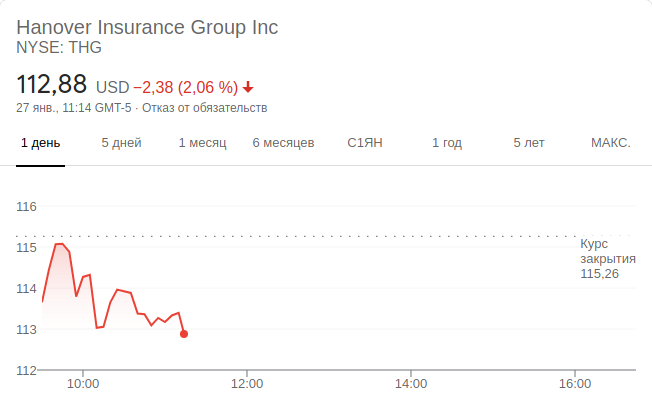 Hanover Insurance Group Inc
NYSE: THG
112,88 USD −2,38 (2,06 %)
27 янв., 11:14 GMT-5 · Отказ от обязательств
1 день 5 дней 1 месяц 6 месяцев С1ЯН 1 год 5 лет МАКС.
116
115
114
113
112
Курс
закрытия
115,26
10:00 12:00 14:00 16:00